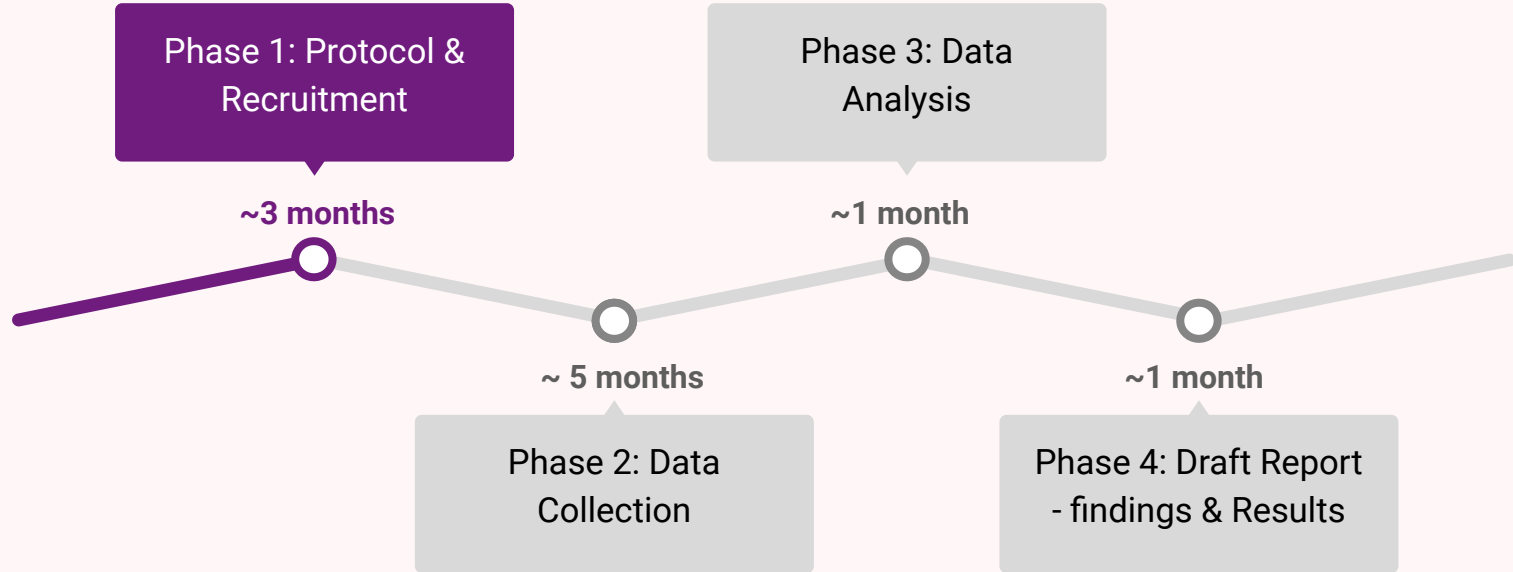 Phase 1: Protocol &
Recruitment
~3 months
~ 5 months
Phase 2: Data
Collection
Phase 3: Data
Analysis
~1 month
~1 month
Phase 4: Draft Report
- findings & Results